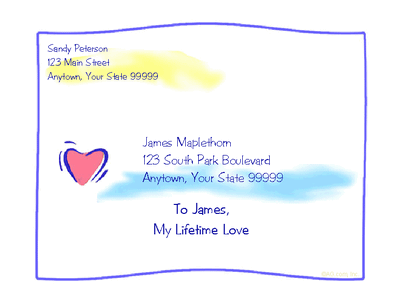 Sandy Peterson
123 Main Street
Anytown, Your State 99999
James Maplethorn
123 South Park Boulevard
Anytown, Your State 99999
To James,
My Lifetime Love